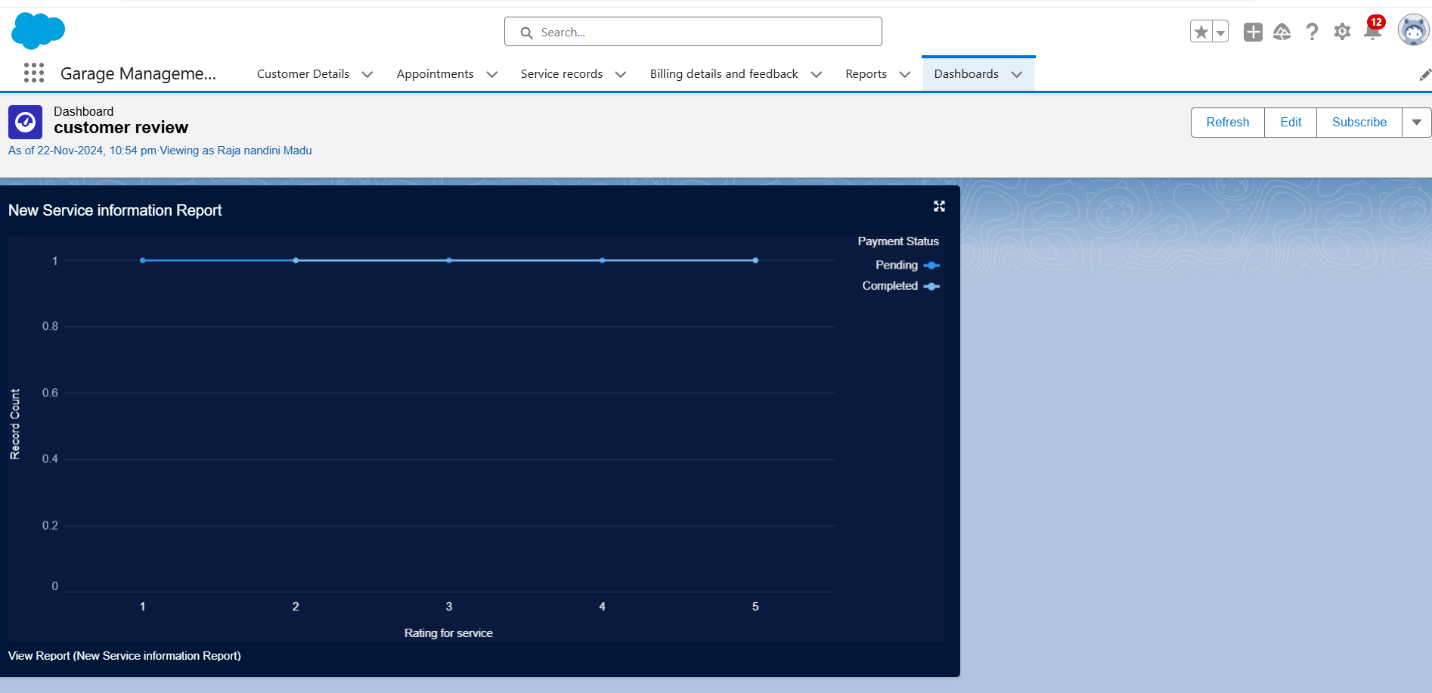 Search...
12
Garage Manageme...
Customer Details
Appointments
Service records
Billing details and feedback
Reports
Dashboards
Dashboard
customer review
As of 22-Nov-2024, 10:54 pm·Viewing as Raja nandini Madu
Refresh
Edit
Subscribe
New Service information Report
Payment Status
Pending
Completed
Record Count
1
0.8
0.6
0.4
0.2
0
1 2 3 4 5
Rating for service
View Report (New Service information Report)